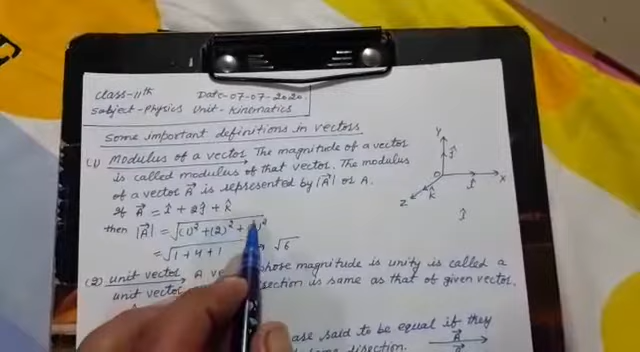 Class-11th Date-07-07-2020
Subject-Physics Unit-Kinematics
Some important definitions in vectors
(1) Modulus of a vector The magnitude of a vector
is called modulus of that vector. The modulus
of a vector A⃗ is represented by |A⃗| or A.
If A⃗ = î + 2ĵ + k̂
then |A⃗| = √(1)² + (2)² + )²
= √1+4+1 √6
Y
ĵ
X
î
Z
k̂
î
(2) unit vector A whose magnitude is unity is called a
unit vector is same as that of given vector.
are said to be equal if they
direction.
A⃗